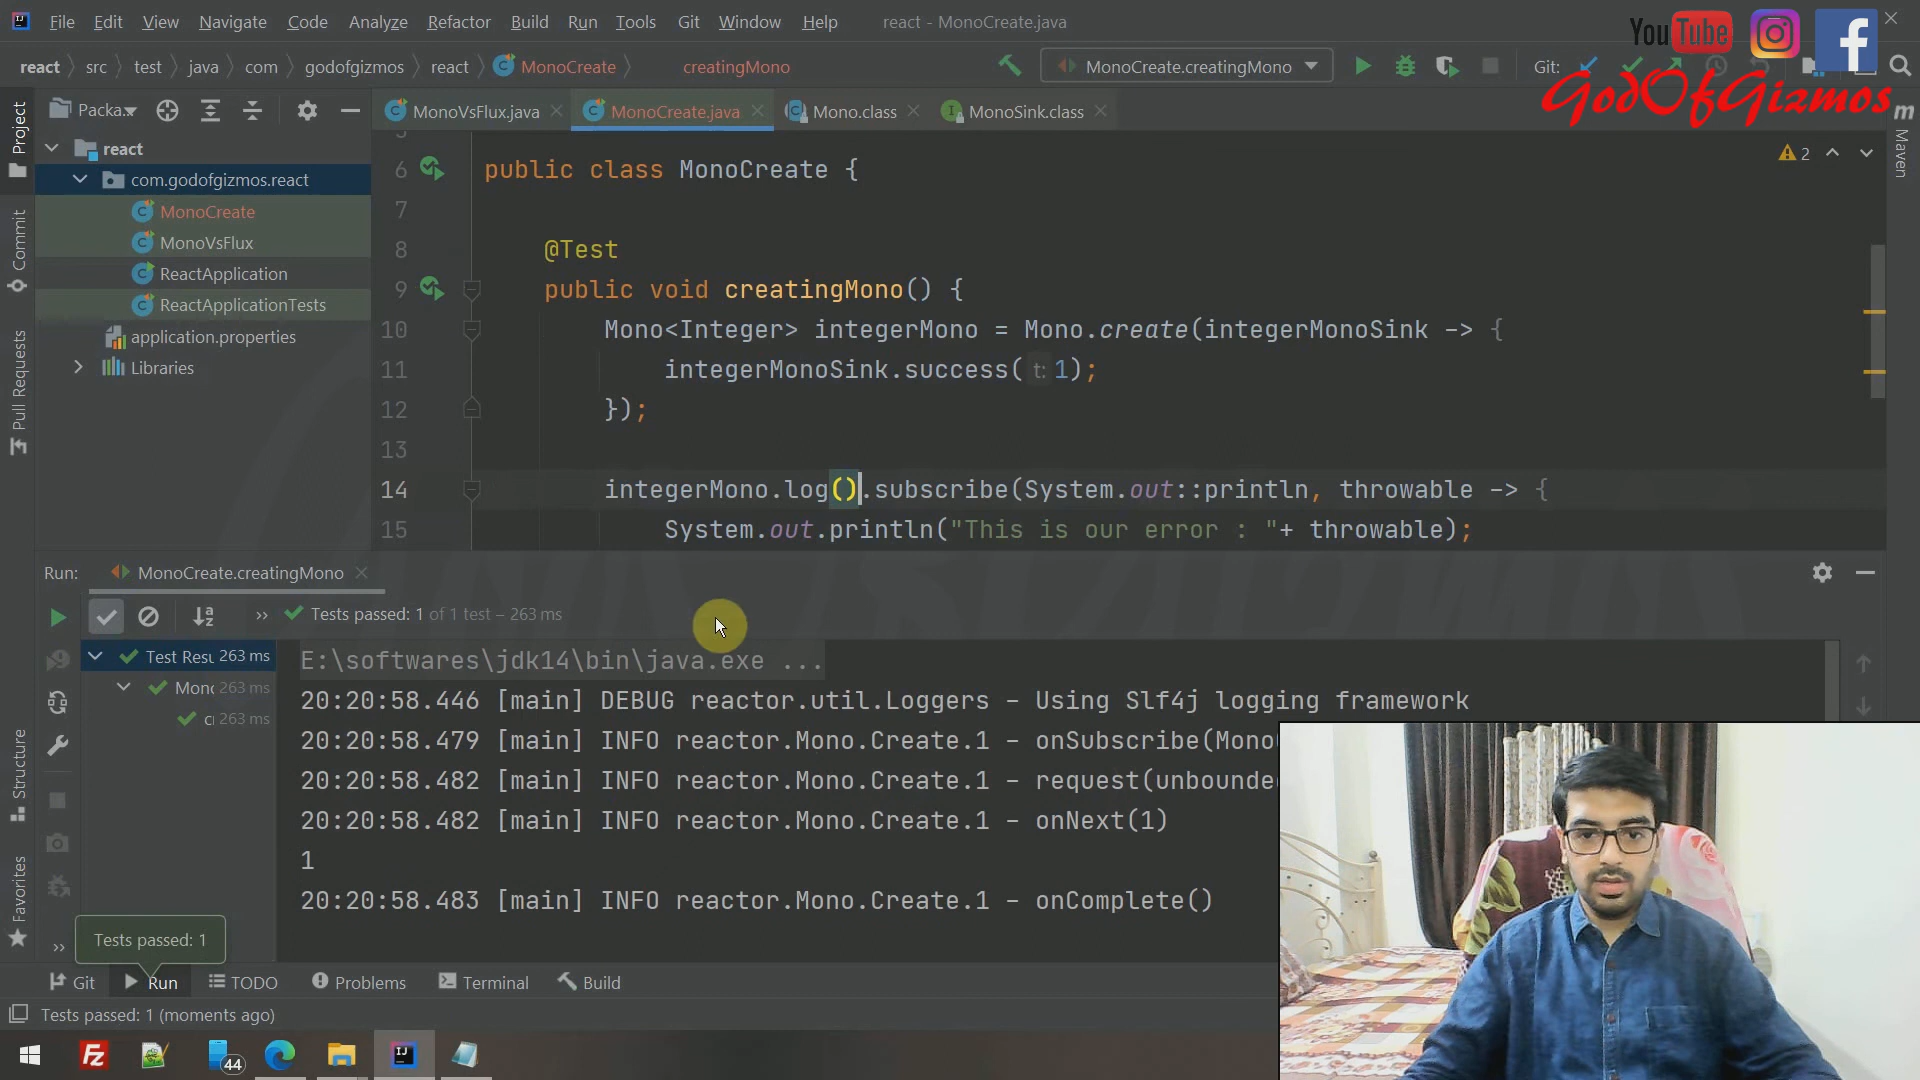 File Edit View Navigate Code Analyze Refactor Build Run Tools Git Window Help react - MonoCreate.java
You Tube
GodOfGizmos
react src test java com godofgizmos react MonoCreate creatingMono MonoCreate.creatingMono Git:
Packa... MonoVsFlux.java MonoCreate.java Mono.class MonoSink.class
Project
Commit
Pull Requests
Structure
Favorites
Maven
react
com.godofgizmos.react
MonoCreate
MonoVsFlux
ReactApplication
ReactApplicationTests
application.properties
Libraries
2
6 public class MonoCreate {
7
8 @Test
9 public void creatingMono() {
10 Mono<Integer> integerMono = Mono.create(integerMonoSink -> {
11 integerMonoSink.success( t: 1);
12 });
13
14 integerMono.log().subscribe(System.out::println, throwable -> {
15 System.out.println("This is our error : "+ throwable);
Run: MonoCreate.creatingMono
Tests passed: 1 of 1 test – 263 ms
Test Resu 263 ms
Mono 263 ms
cr 263 ms
E:\softwares\jdk14\bin\java.exe ...
20:20:58.446 [main] DEBUG reactor.util.Loggers - Using Slf4j logging framework
20:20:58.479 [main] INFO reactor.Mono.Create.1 - onSubscribe(Mono
20:20:58.482 [main] INFO reactor.Mono.Create.1 - request(unbounde
20:20:58.482 [main] INFO reactor.Mono.Create.1 - onNext(1)
1
20:20:58.483 [main] INFO reactor.Mono.Create.1 - onComplete()
Tests passed: 1
Git Run TODO Problems Terminal Build
Tests passed: 1 (moments ago)
44